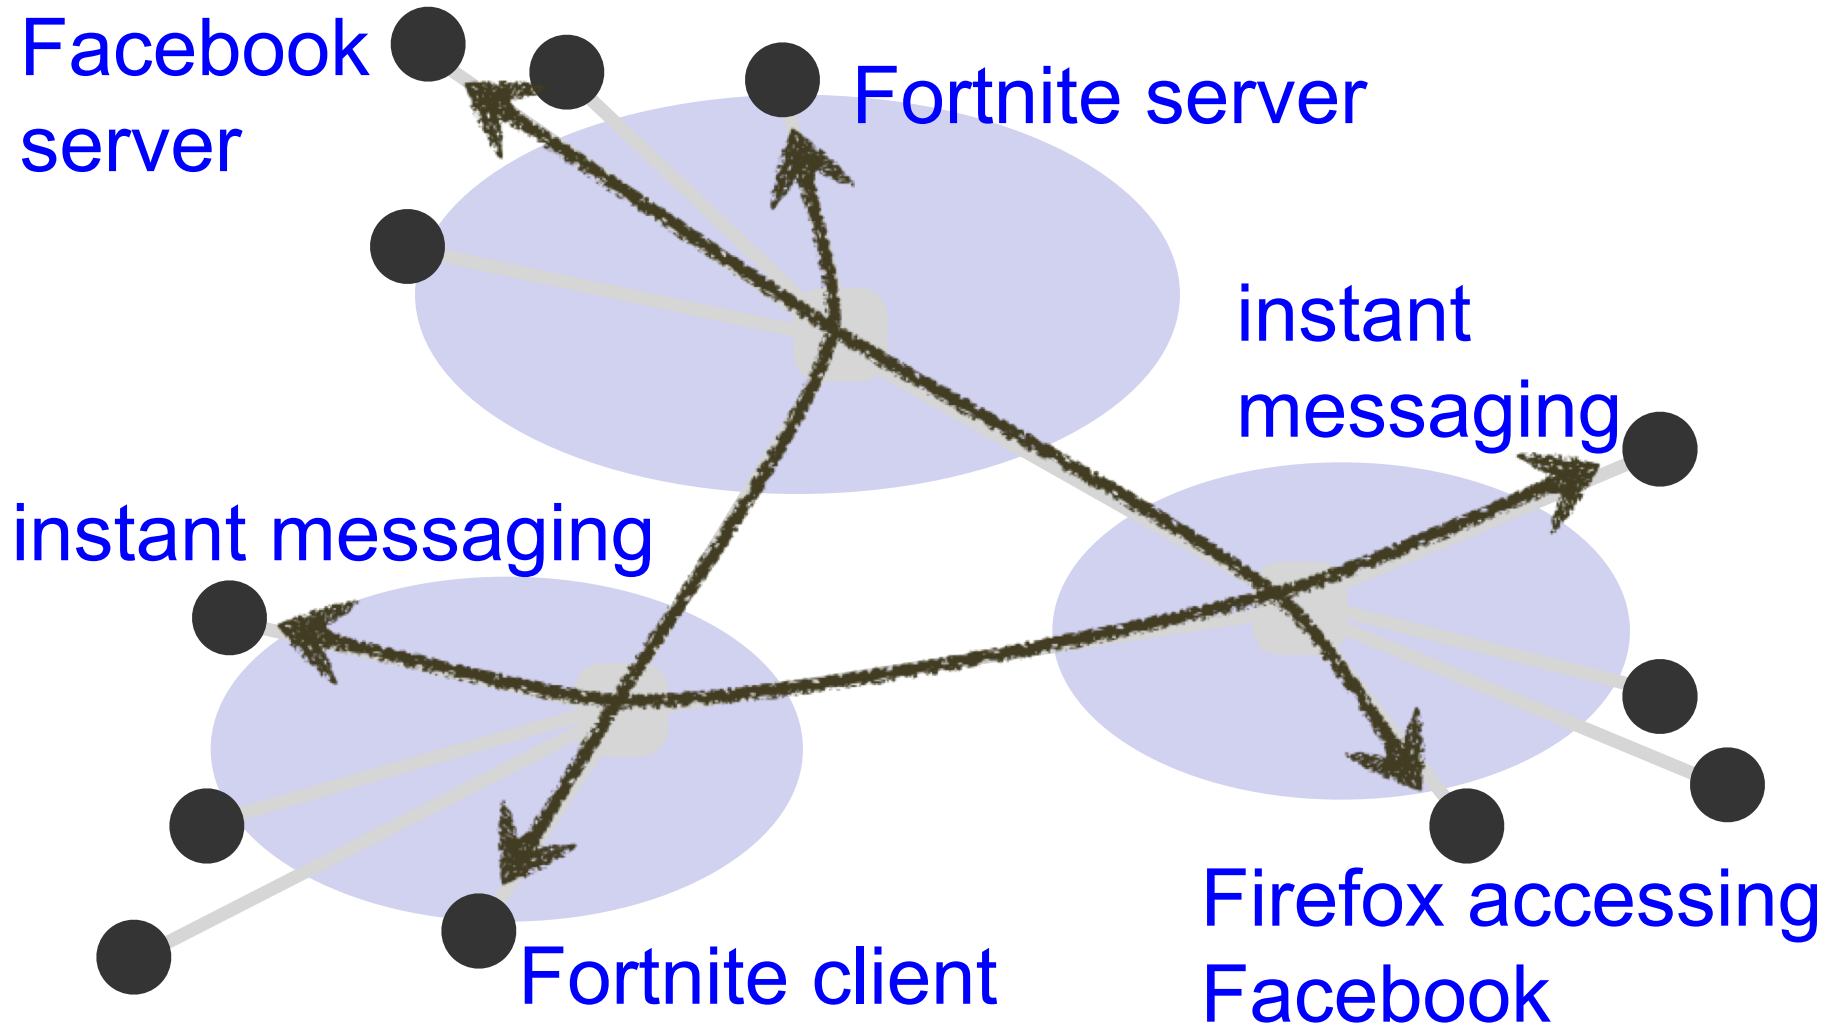 Facebook
server
Fortnite server
instant
messaging
instant messaging
Fortnite client
Firefox accessing
Facebook